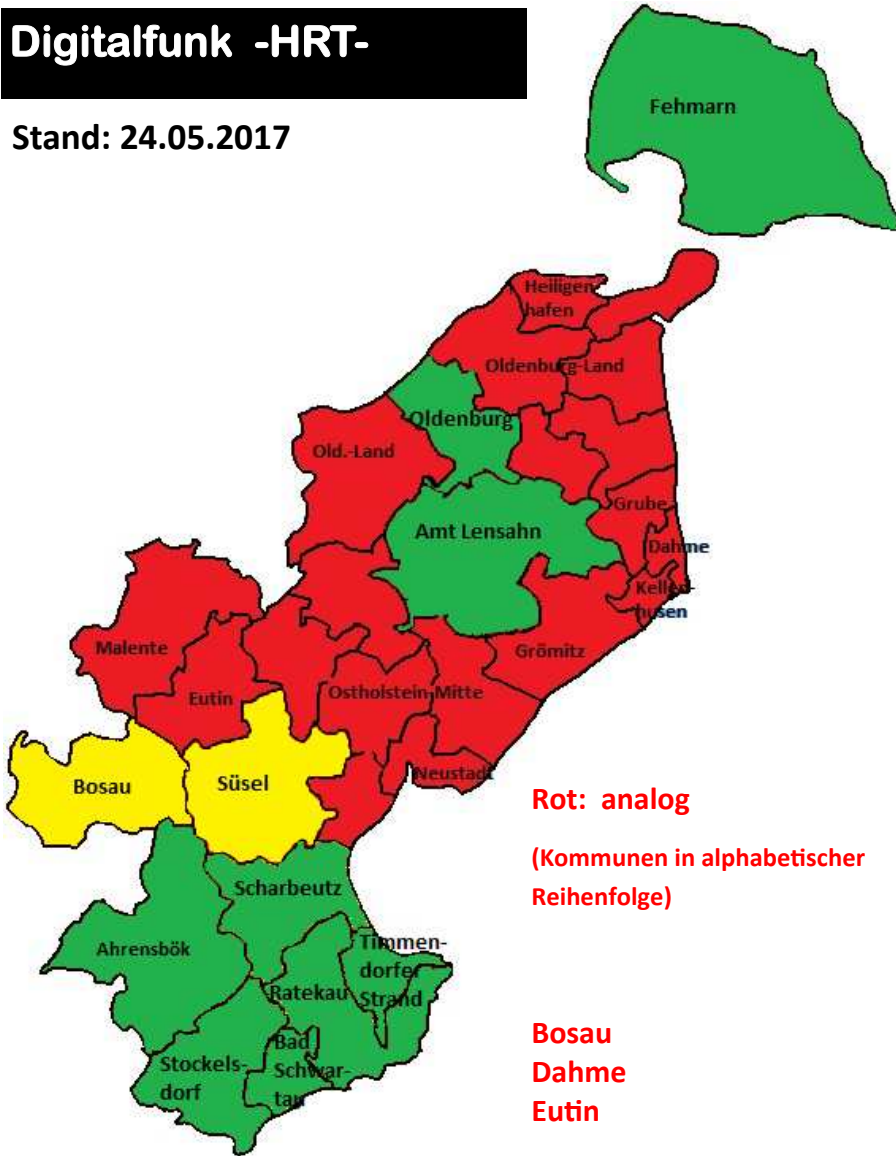 Digitalfunk -HRT-
Stand: 24.05.2017
Fehmarn
Heiligen
hafen
Oldenburg-Land
Oldenburg
Old.-Land
Grube
Amt Lensahn
Dahme
Kellen-
husen
Malente
Grömitz
Eutin
Ostholstein-Mitte
Bosau
Süsel
Neustadt
Rot: analog
(Kommunen in alphabetischer
Reihenfolge)
Scharbeutz
Ahrensbök
Timmen-
dorfer
Strand
Ratekau
Bad
Schwar-
tau
Stockels-
dorf
Bosau
Dahme
Eutin